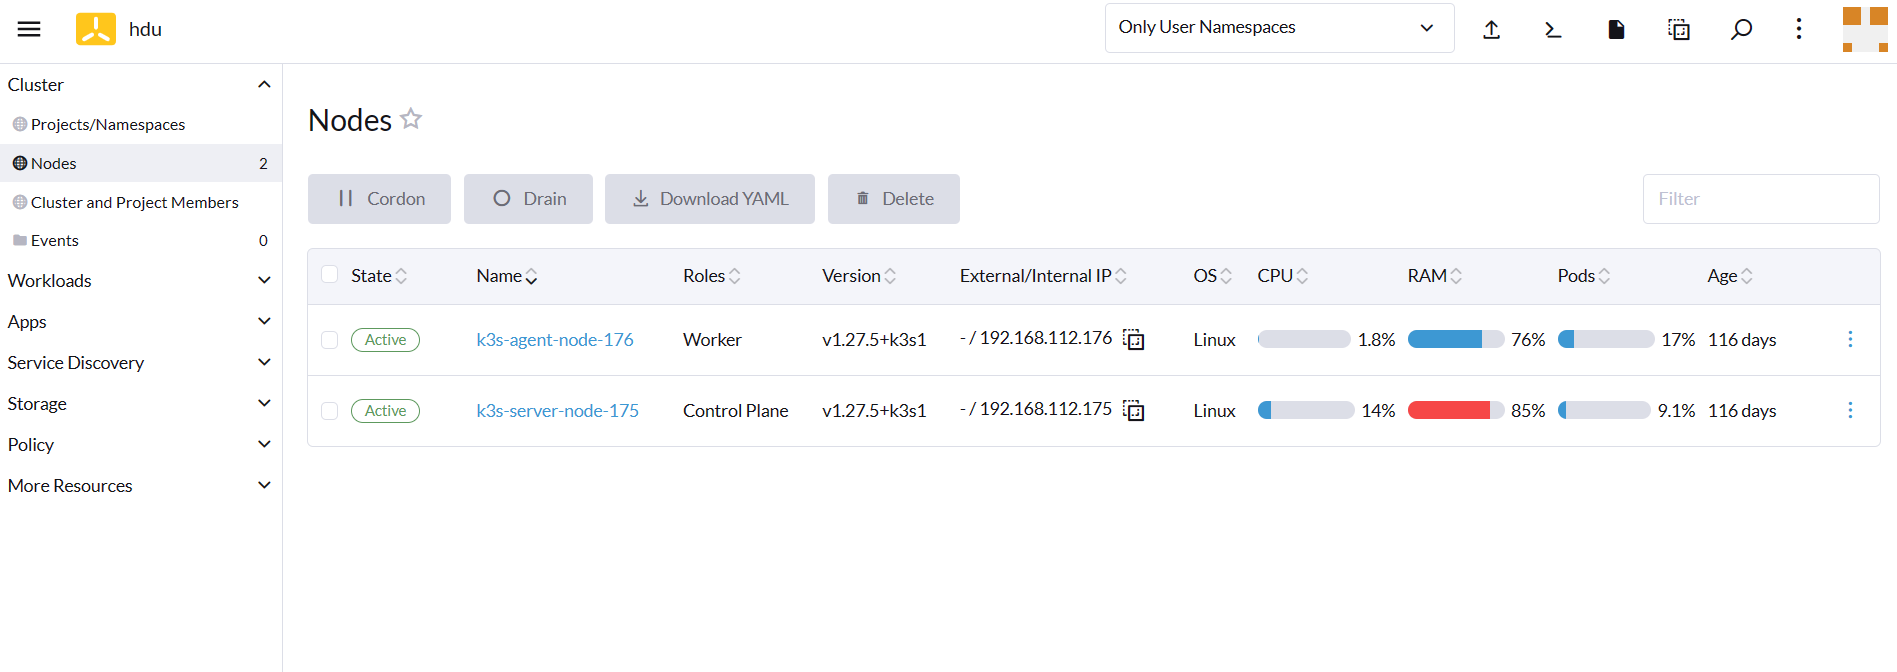 hdu
Only User Namespaces
Cluster
Projects/Namespaces
Nodes 2
Cluster and Project Members
Events 0
Workloads
Apps
Service Discovery
Storage
Policy
More Resources
Nodes
Cordon Drain Download YAML Delete Filter
State Name Roles Version External/Internal IP OS CPU RAM Pods Age
Active k3s-agent-node-176 Worker v1.27.5+k3s1 - / 192.168.112.176 Linux 1.8% 76% 17% 116 days
Active k3s-server-node-175 Control Plane v1.27.5+k3s1 - / 192.168.112.175 Linux 14% 85% 9.1% 116 days